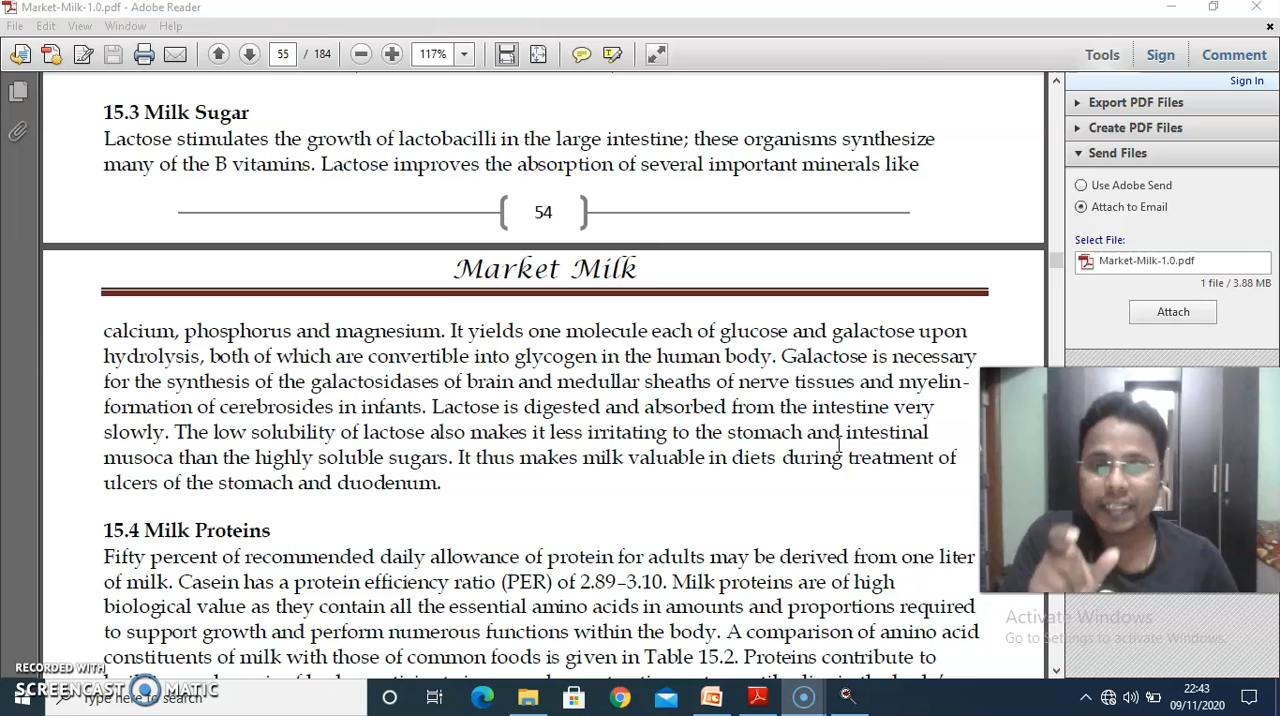 Market-Milk-1.0.pdf - Adobe Reader
File Edit View Window Help
55 / 184 117% Tools Sign Comment
Sign In
Export PDF Files
Create PDF Files
Send Files
Use Adobe Send
Attach to Email
Select File:
Market-Milk-1.0.pdf
1 file / 3.88 MB
Attach
15.3 Milk Sugar
Lactose stimulates the growth of lactobacilli in the large intestine; these organisms synthesize
many of the B vitamins. Lactose improves the absorption of several important minerals like
54
Market Milk
calcium, phosphorus and magnesium. It yields one molecule each of glucose and galactose upon
hydrolysis, both of which are convertible into glycogen in the human body. Galactose is necessary
for the synthesis of the galactosidases of brain and medullar sheaths of nerve tissues and myelin-
formation of cerebrosides in infants. Lactose is digested and absorbed from the intestine very
slowly. The low solubility of lactose also makes it less irritating to the stomach and intestinal
musoca than the highly soluble sugars. It thus makes milk valuable in diets during treatment of
ulcers of the stomach and duodenum.
15.4 Milk Proteins
Fifty percent of recommended daily allowance of protein for adults may be derived from one liter
of milk. Casein has a protein efficiency ratio (PER) of 2.89–3.10. Milk proteins are of high
biological value as they contain all the essential amino acids in amounts and proportions required
to support growth and perform numerous functions within the body. A comparison of amino acid
constituents of milk with those of common foods is given in Table 15.2. Proteins contribute to
Activate Windows
Go to Settings to activate Windows.
RECORDED WITH
SCREENCAST MATIC
Type here to search
22:43
09/11/2020